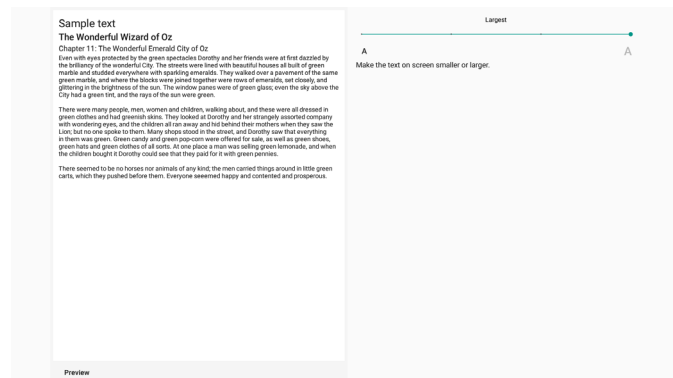 Sample text
The Wonderful Wizard of Oz
Chapter 11: The Wonderful Emerald City of Oz
Even with eyes protected by the green spectacles Dorothy and her friends were at first dazzled by
the brilliancy of the wonderful City. The streets were lined with beautiful houses all built of green
marble and studded everywhere with sparkling emeralds. They walked over a pavement of the same
green marble, and where the blocks were joined together were rows of emeralds, set closely, and
glittering in the brightness of the sun. The window panes were of green glass; even the sky above the
City had a green tint, and the rays of the sun were green.
There were many people, men, women and children, walking about, and these were all dressed in
green clothes and had greenish skins. They looked at Dorothy and her strangely assorted company
with wondering eyes, and the children all ran away and hid behind their mothers when they saw the
Lion; but no one spoke to them. Many shops stood in the street, and Dorothy saw that everything
in them was green. Green candy and green pop-corn were offered for sale, as well as green shoes,
green hats and green clothes of all sorts. At one place a man was selling green lemonade, and when
the children bought it Dorothy could see that they paid for it with green pennies.
There seemed to be no horses nor animals of any kind; the men carried things around in little green
carts, which they pushed before them. Everyone seeemed happy and contented and prosperous.
Preview
Largest
A A
Make the text on screen smaller or larger.